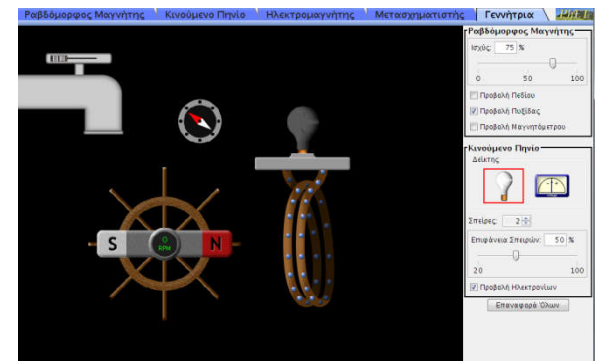 Ραβδόμορφος Μαγνήτης Κινούμενο Πηνίο Ηλεκτρομαγνήτης Μετασχηματιστής Γεννήτρια
Ραβδόμορφος Μαγνήτης
Ισχύς: 75 %
0 50 100
Προβολή Πεδίου
Προβολή Πυξίδας
Προβολή Μαγνητόμετρου
Κινούμενο Πηνίο
Δείκτης
Σπείρες: 2
Επιφάνεια Σπειρών: 50 %
20 100
Προβολή Ηλεκτρονίων
Επαναφορά Όλων
S 0 RPM N